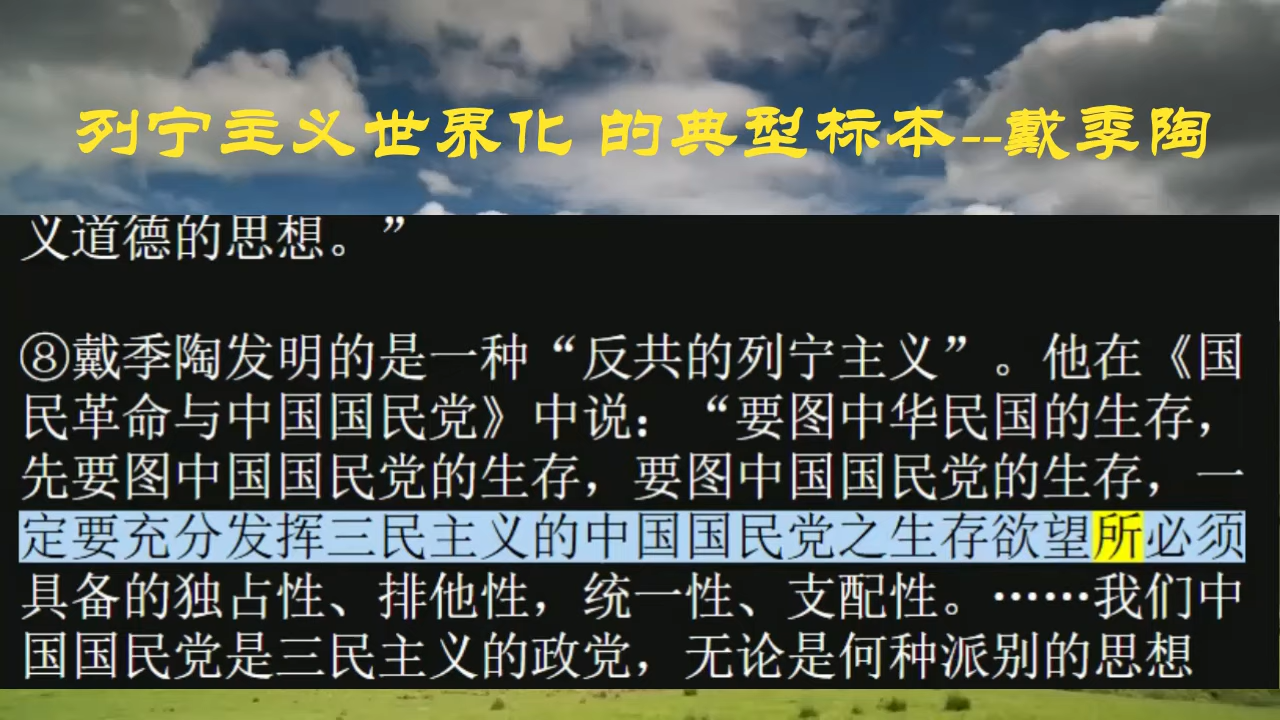 列宁主义世界化 的典型标本--戴季陶
义道德的思想。”
⑧戴季陶发明的是一种“反共的列宁主义”。他在《国
民革命与中国国民党》中说：“要图中华民国的生存，
先要图中国国民党的生存，要图中国国民党的生存，一
定要充分发挥三民主义的中国国民党之生存欲望所必须
具备的独占性、排他性，统一性、支配性。……我们中
国国民党是三民主义的政党，无论是何种派别的思想